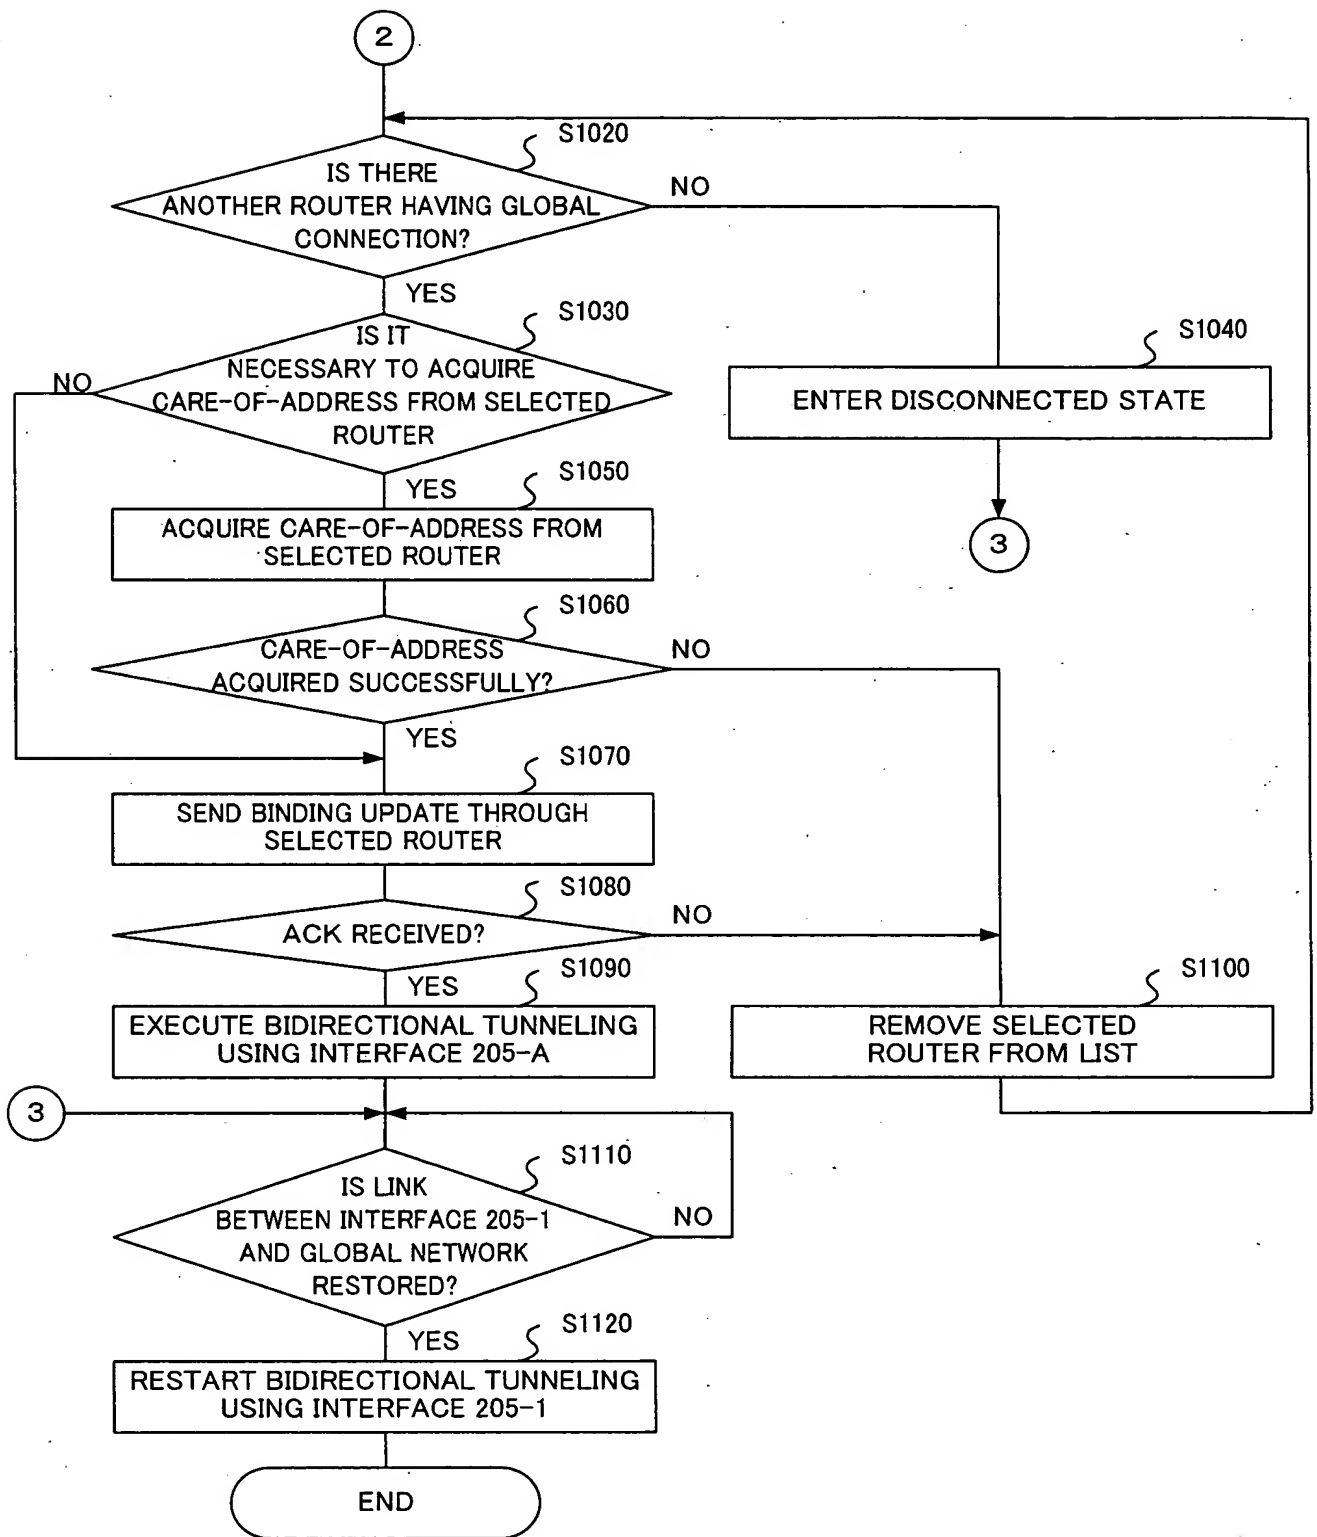 2
S1020
IS THERE
ANOTHER ROUTER HAVING GLOBAL
CONNECTION?
NO
YES
S1030
IS IT
NECESSARY TO ACQUIRE
CARE-OF-ADDRESS FROM SELECTED
ROUTER
NO
S1040
ENTER DISCONNECTED STATE
3
YES
S1050
ACQUIRE CARE-OF-ADDRESS FROM
SELECTED ROUTER
S1060
CARE-OF-ADDRESS
ACQUIRED SUCCESSFULLY?
NO
YES
S1070
SEND BINDING UPDATE THROUGH
SELECTED ROUTER
S1080
ACK RECEIVED?
NO
YES
S1090
EXECUTE BIDIRECTIONAL TUNNELING
USING INTERFACE 205-A
S1100
REMOVE SELECTED
ROUTER FROM LIST
3
S1110
IS LINK
BETWEEN INTERFACE 205-1
AND GLOBAL NETWORK
RESTORED?
NO
YES
S1120
RESTART BIDIRECTIONAL TUNNELING
USING INTERFACE 205-1
END